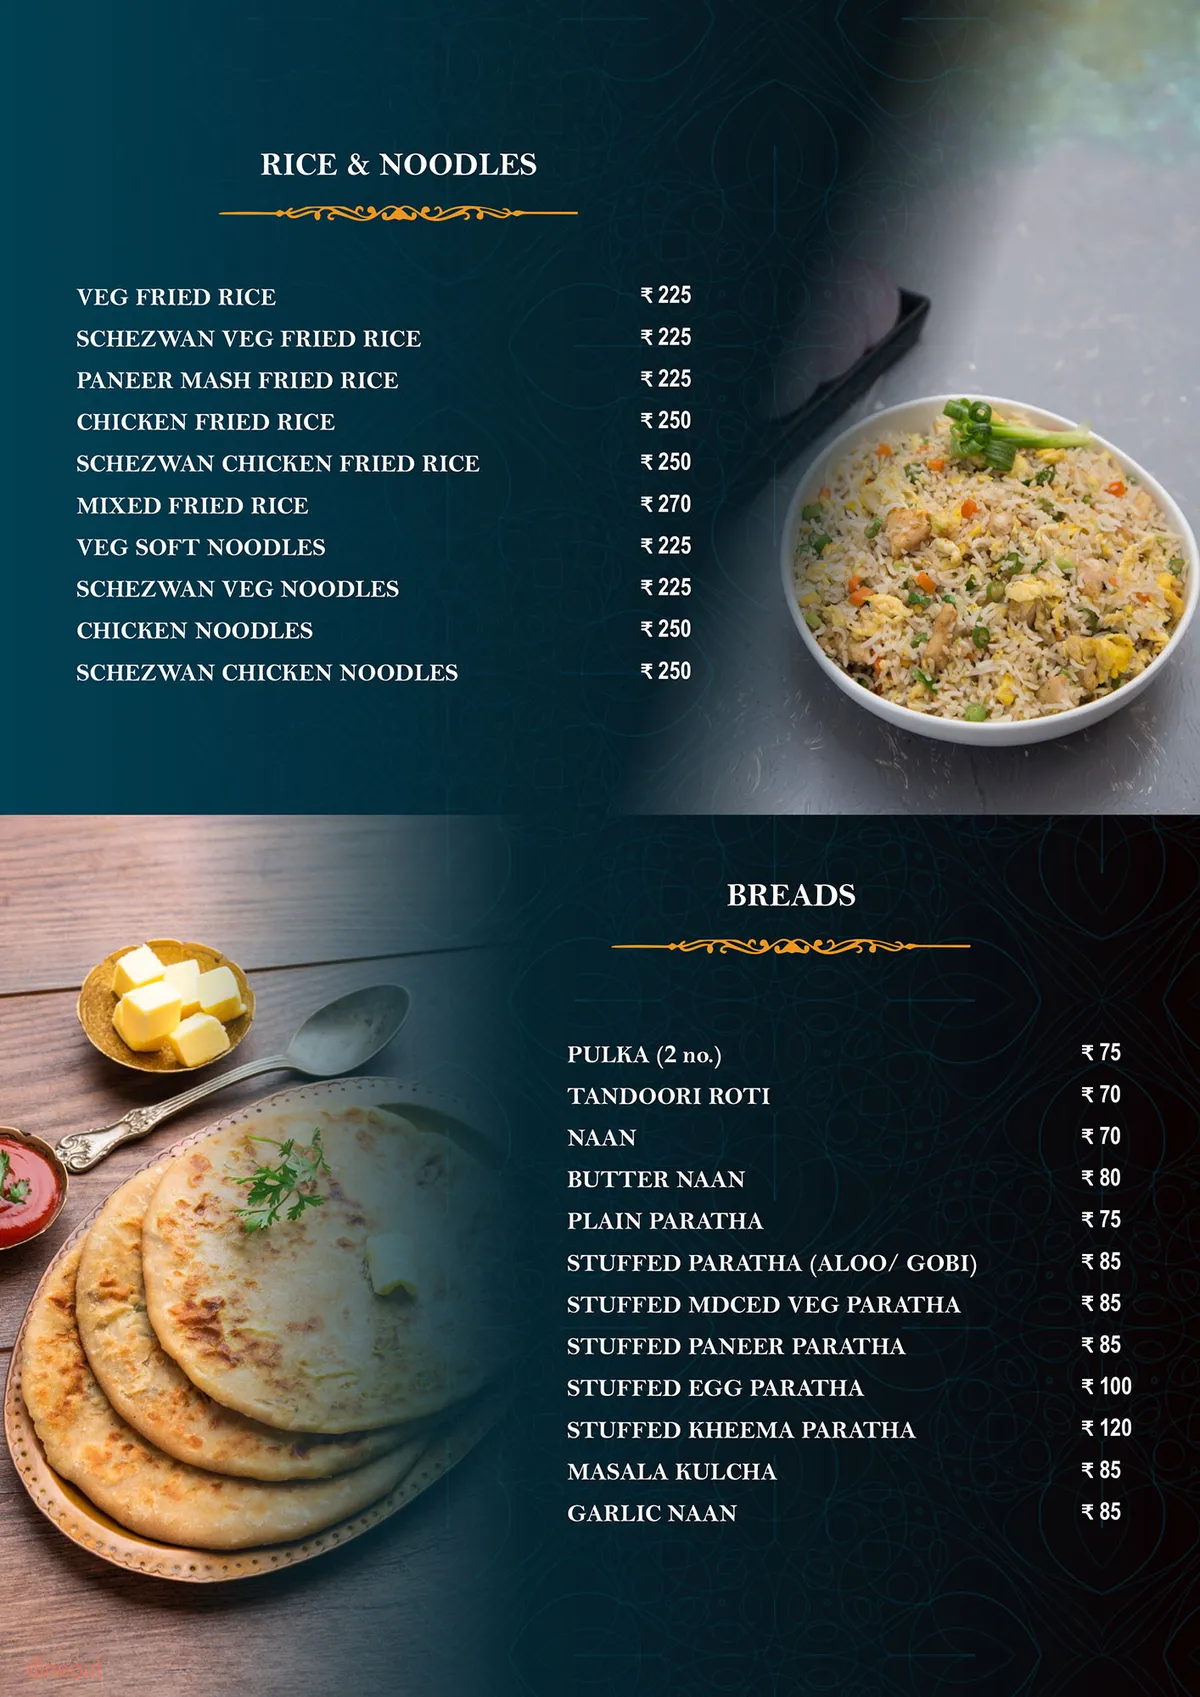 RICE & NOODLES
VEG FRIED RICE ₹ 225
SCHEZWAN VEG FRIED RICE ₹ 225
PANEER MASH FRIED RICE ₹ 225
CHICKEN FRIED RICE ₹ 250
SCHEZWAN CHICKEN FRIED RICE ₹ 250
MIXED FRIED RICE ₹ 270
VEG SOFT NOODLES ₹ 225
SCHEZWAN VEG NOODLES ₹ 225
CHICKEN NOODLES ₹ 250
SCHEZWAN CHICKEN NOODLES ₹ 250
BREADS
PULKA (2 no.) ₹ 75
TANDOORI ROTI ₹ 70
NAAN ₹ 70
BUTTER NAAN ₹ 80
PLAIN PARATHA ₹ 75
STUFFED PARATHA (ALOO/ GOBI) ₹ 85
STUFFED MDCED VEG PARATHA ₹ 85
STUFFED PANEER PARATHA ₹ 85
STUFFED EGG PARATHA ₹ 100
STUFFED KHEEMA PARATHA ₹ 120
MASALA KULCHA ₹ 85
GARLIC NAAN ₹ 85